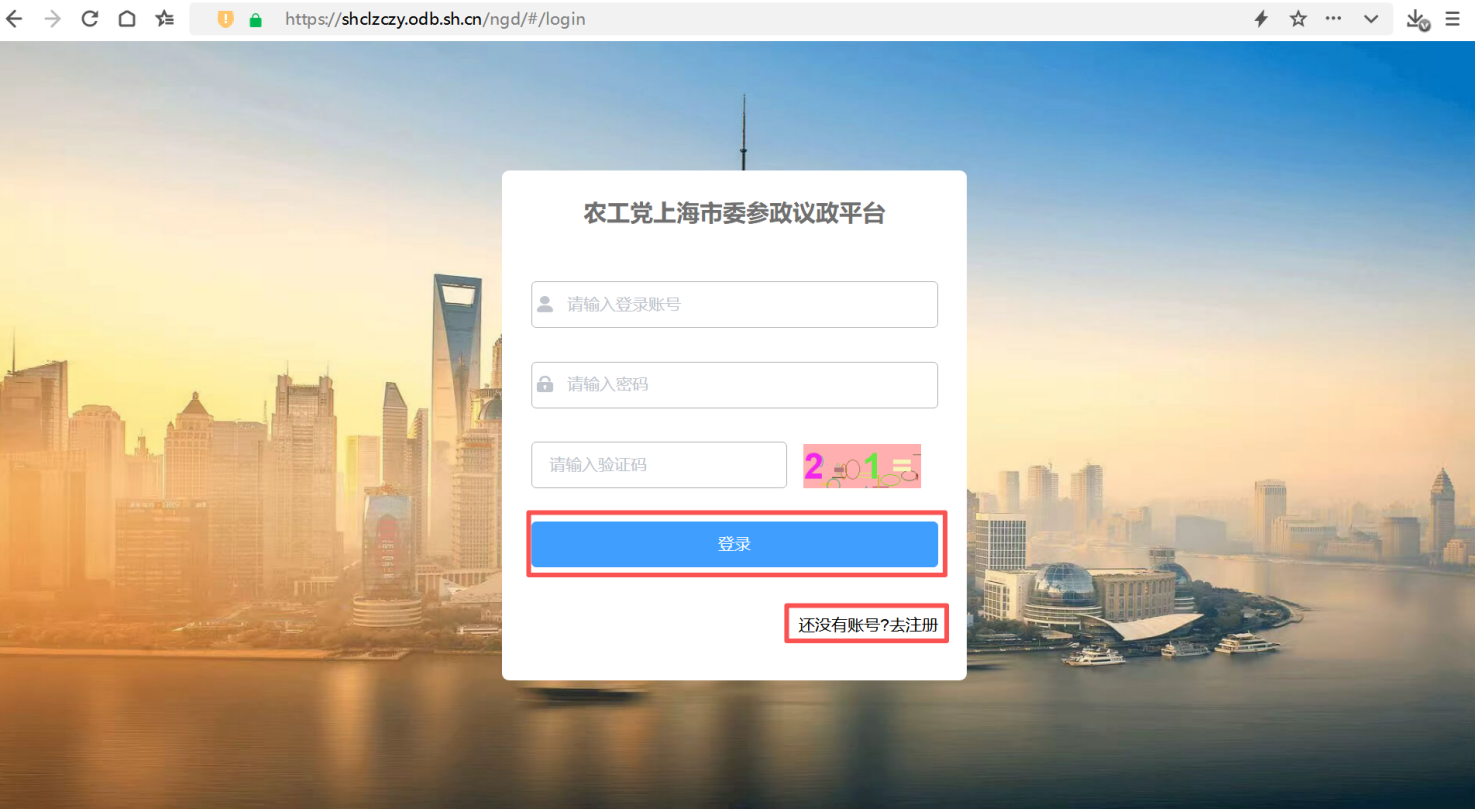 https://shclzczy.odb.sh.cn/ngd/#/login
农工党上海市委参政议政平台
请输入登录账号
请输入密码
请输入验证码
2-1=
登录
还没有账号?去注册